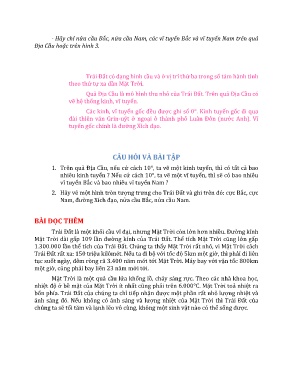 - Hãy chỉ nửa cầu Bắc, nửa cầu Nam, các vĩ tuyến Bắc và vĩ tuyến Nam trên quả
Địa Cầu hoặc trên hình 3.
Trái Đất có dạng hình cầu và ở vị trí thứ ba trong số tám hành tinh
theo thứ tự xa dần Mặt Trời.
Quả Địa Cầu là mô hình thu nhỏ của Trái Đất. Trên quả Địa Cầu có
vẽ hệ thống kinh, vĩ tuyến.
Các kinh, vĩ tuyến gốc đều được ghi số 0°. Kinh tuyến gốc đi qua
đài thiên văn Grin-uýt ở ngoại ô thành phố Luân Đôn (nước Anh). Vĩ
tuyến gốc chính là đường Xích đạo.
CÂU HỎI VÀ BÀI TẬP
1. Trên quả Địa Cầu, nếu cứ cách 10°, ta vẽ một kinh tuyến, thì có tất cả bao
nhiêu kinh tuyến ? Nếu cứ cách 10°, ta vẽ một vĩ tuyến, thì sẽ có bao nhiêu
vĩ tuyến Bắc và bao nhiêu vĩ tuyến Nam ?
2. Hãy vẽ một hình tròn tượng trưng cho Trái Đất và ghi trên đó: cực Bắc, cực
Nam, đường Xích đạo, nửa cầu Bắc, nửa cầu Nam.
BÀI ĐỌC THÊM
Trái Đất là một khối cầu vĩ đại, nhưng Mặt Trời còn lớn hơn nhiều. Đường kính
Mặt Trời dài gấp 109 lần đường kính của Trái Đất. Thể tích Mặt Trời cũng lớn gấp
1.300.000 lần thể tích của Trái Đất. Chúng ta thấy Mặt Trời rất nhỏ, vì Mặt Trời cách
Trái Đất rất xa: 150 triệu kilômét. Nếu ta đi bộ với tốc độ 5km một giờ, thì phải đi liên
tục suốt ngày, đêm ròng rã 3.400 năm mới tới Mặt Trời. Máy bay với vận tốc 800km
một giờ, cũng phải bay liên 23 năm mới tới.
Mặt Trời là một quả cầu lửa khổng lồ, cháy sáng rực. Theo các nhà khoa học,
nhiệt độ ở bề mặt của Mặt Trời ít nhất cũng phải trên 6.000°C. Mặt Trời toả nhiệt ra
bốn phía. Trái Đất của chúng ta chỉ tiếp nhận được một phần rất nhỏ lượng nhiệt và
ánh sáng đó. Nếu không có ánh sáng và lượng nhiệt của Mặt Trời thì Trái Đất của
chúng ta sẽ tối tăm và lạnh lẽo vô cùng, không một sinh vật nào có thể sống được.